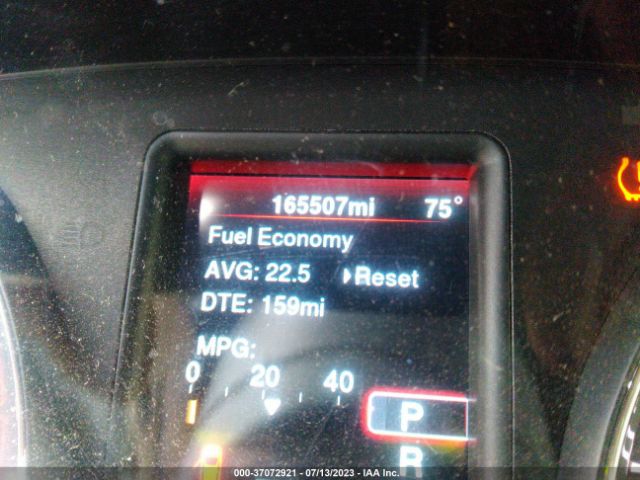 165507mi 75°
Fuel Economy
AVG: 22.5 Reset
DTE: 159mi
MPG:
0 20 40
P
R
000-37072921 - 07/13/2023 - IAA Inc.